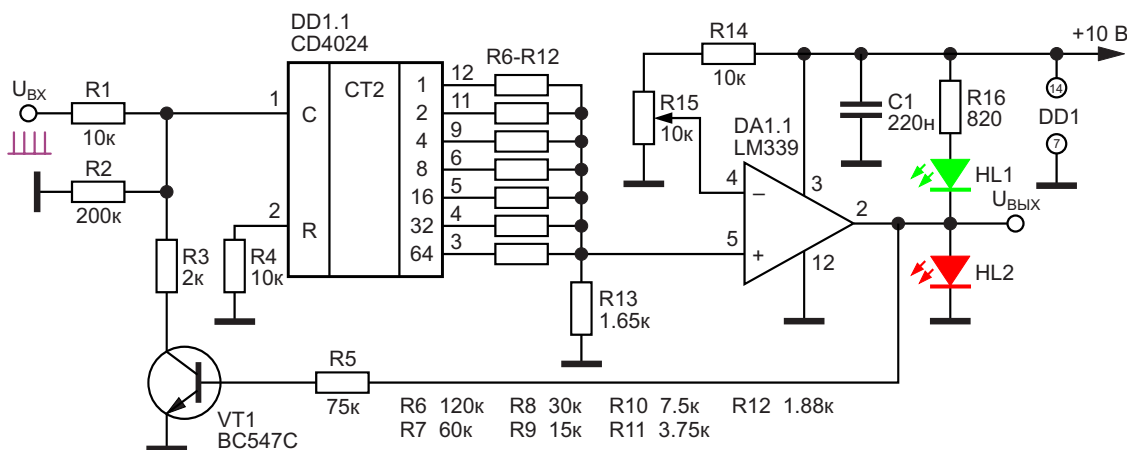 DD1.1
CD4024
R6-R12
R14
10к
+10 В
UВХ
R1
10к
1
C
CT2
1
2
4
8
16
32
64
12
11
9
6
5
4
3
R15
10к
C1
220н
R16
820
14
DD1
7
DA1.1
LM339
R2
200к
2
R
R4
10к
R3
2к
4
–
3
5
+
12
2
HL1
UВЫХ
HL2
R13
1.65к
R5
75к
VT1
BC547C
R6 120к R8 30к R10 7.5к R12 1.88к
R7 60к R9 15к R11 3.75к